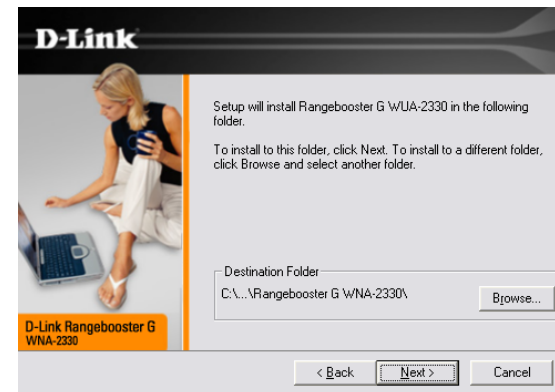 D-Link
Setup will install Rangebooster G WUA-2330 in the following
folder.
To install to this folder, click Next. To install to a different folder,
click Browse and select another folder.
Destination Folder
C:\...\Rangebooster G WNA-2330\
Browse...
D-Link Rangebooster G
WNA-2330
< Back
Next >
Cancel